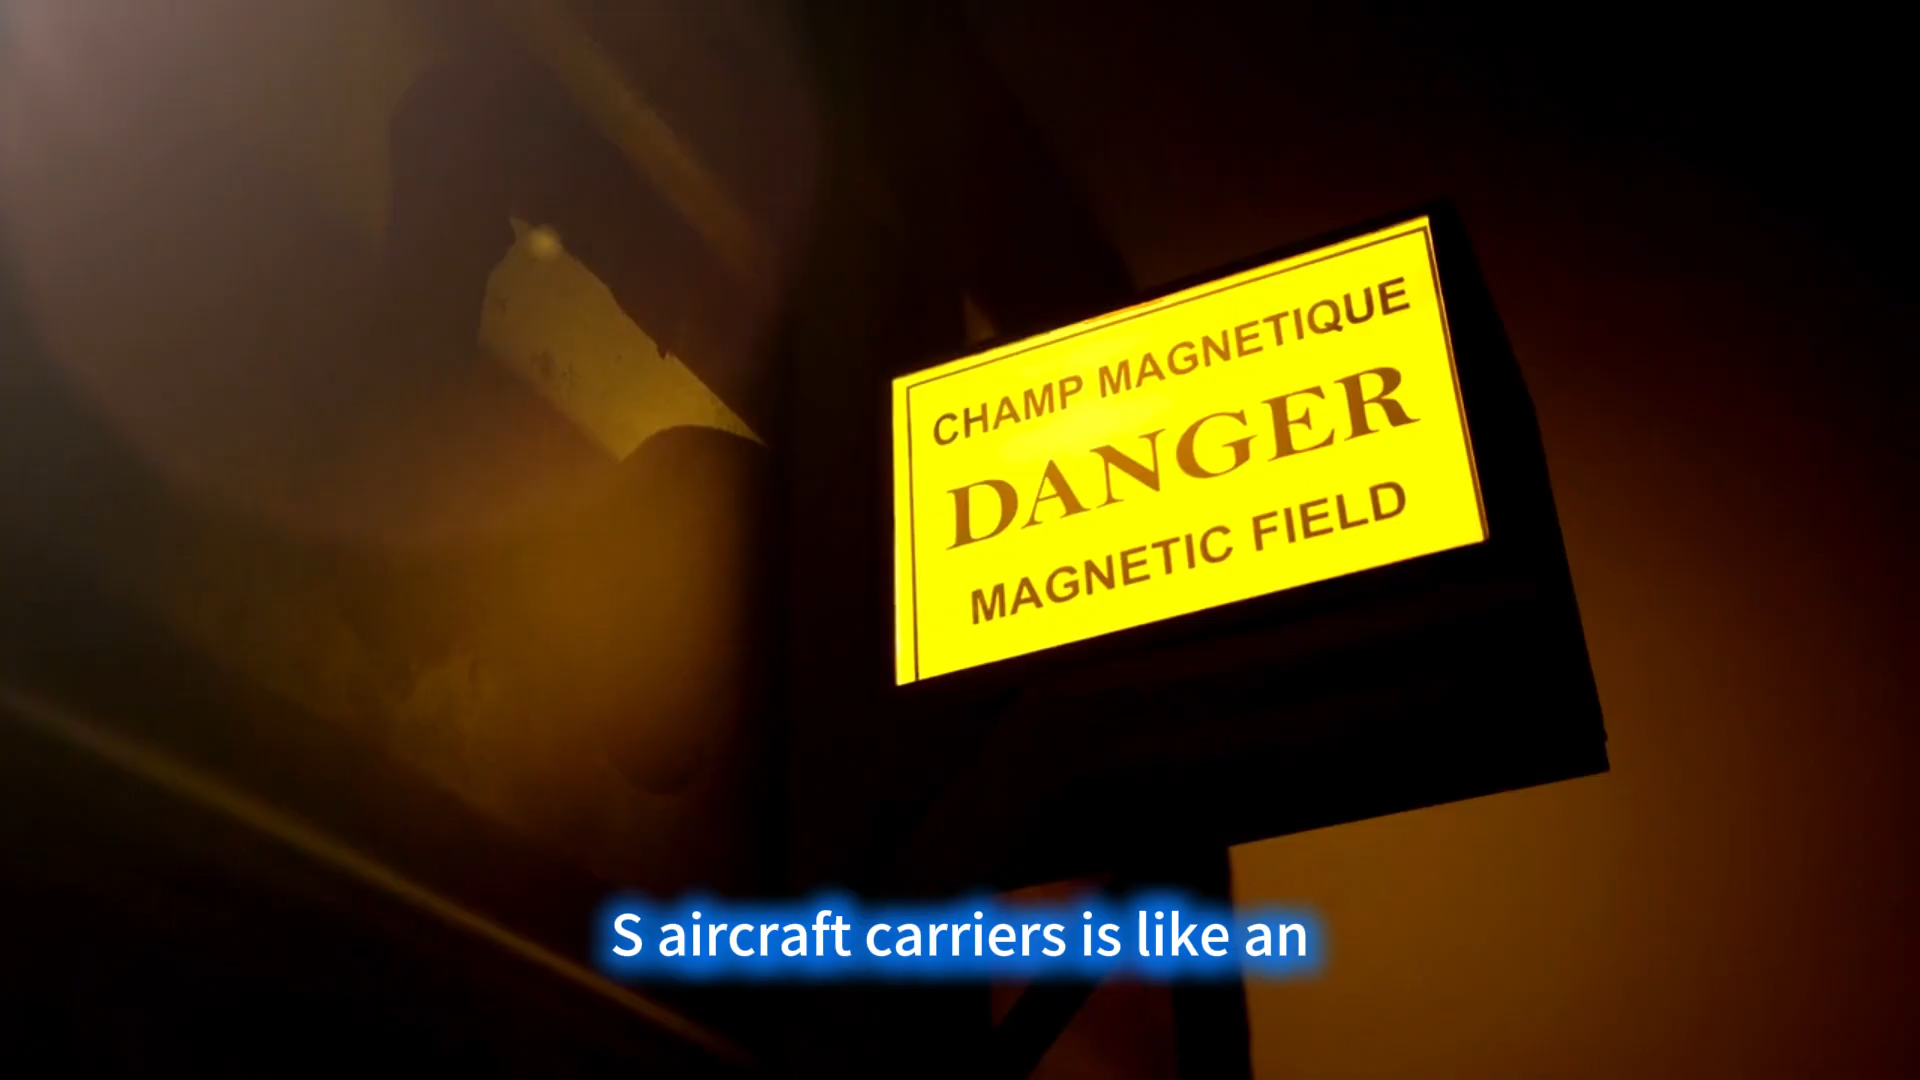 CHAMP MAGNETIQUE
DANGER
MAGNETIC FIELD
S aircraft carriers is like an